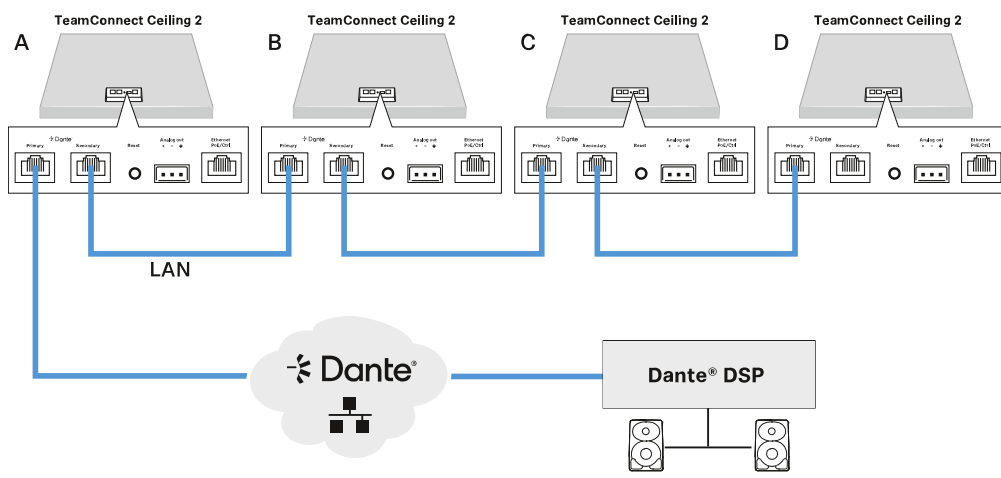 TeamConnect Ceiling 2
TeamConnect Ceiling 2
TeamConnect Ceiling 2
TeamConnect Ceiling 2
A
B
C
D
Dante
Primary
Secondary
Reset
Analog out
+ - ⏚
Ethernet
PoE/Ctrl
Dante
Primary
Secondary
Reset
Analog out
+ - ⏚
Ethernet
PoE/Ctrl
Dante
Primary
Secondary
Reset
Analog out
+ - ⏚
Ethernet
PoE/Ctrl
Dante
Primary
Secondary
Reset
Analog out
+ - ⏚
Ethernet
PoE/Ctrl
LAN
Dante®
Dante® DSP